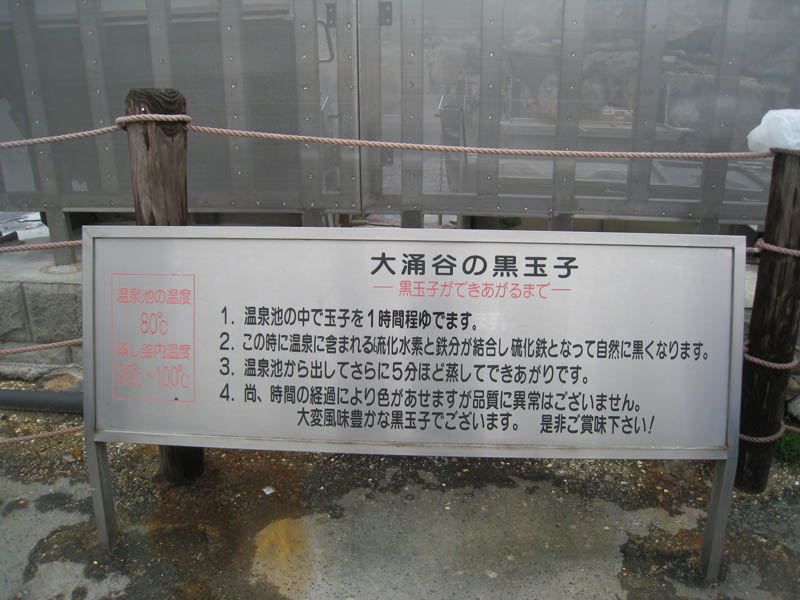 大涌谷の黒玉子
― 黒玉子ができあがるまで ―
温泉池の温度
80℃
蒸し釜内温度
95℃～100℃
1. 温泉池の中で玉子を1時間程ゆでます。
2. この時に温泉に含まれる硫化水素と鉄分が結合し硫化鉄となって自然に黒くなります。
3. 温泉池から出してさらに5分ほど蒸してできあがりです。
4. 尚、時間の経過により色があせますが品質に異常はございません。
大変風味豊かな黒玉子でございます。 是非ご賞味下さい!